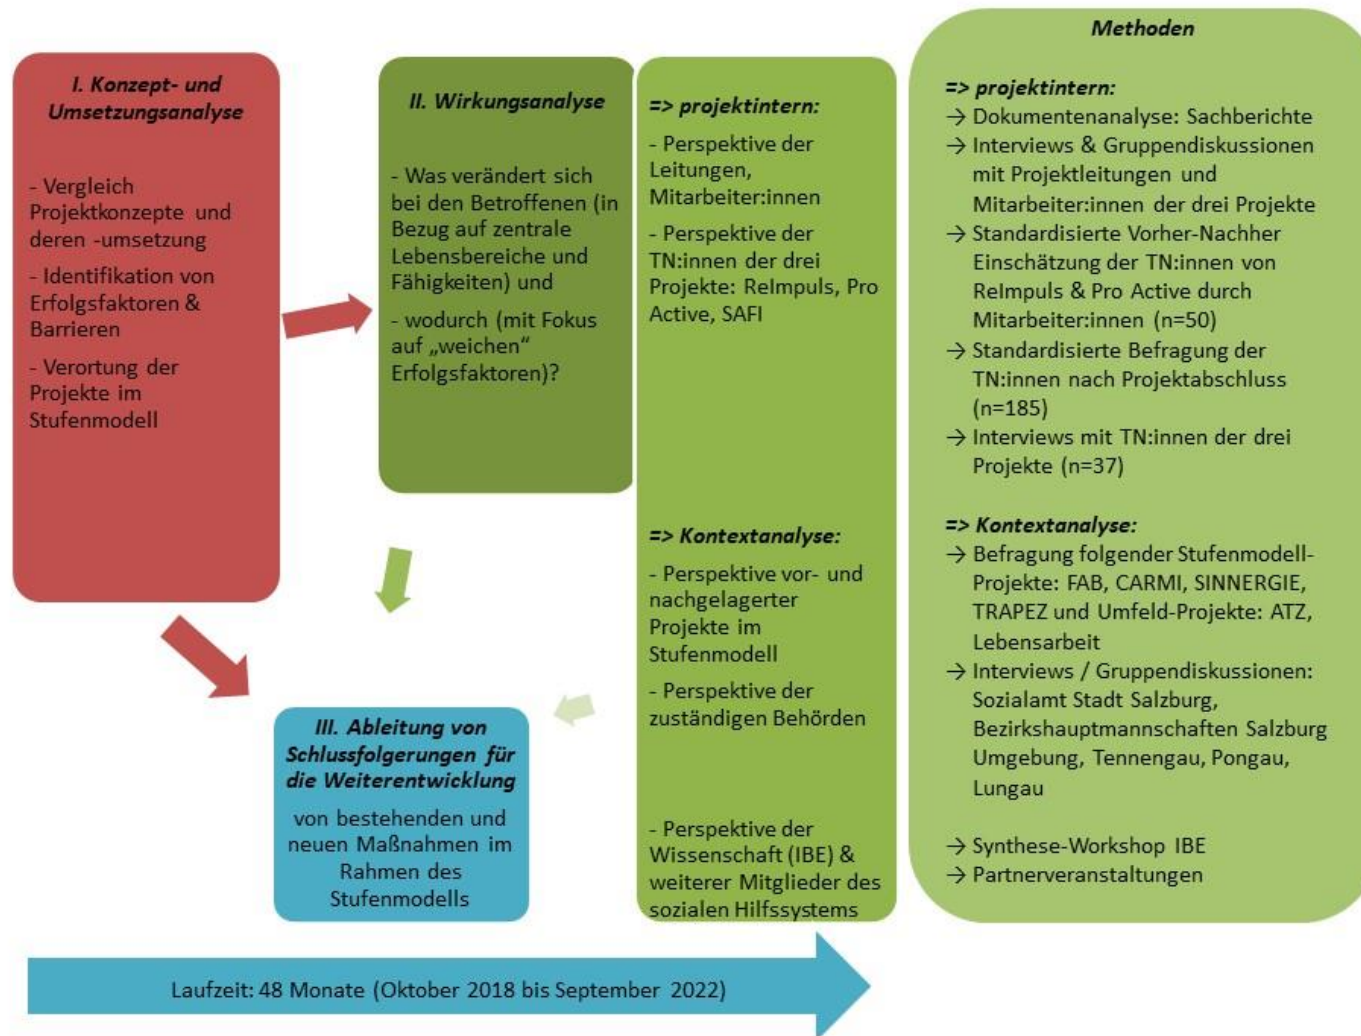 I. Konzept- und
Umsetzungsanalyse
- Vergleich
Projektkonzepte und
deren -umsetzung
- Identifikation von
Erfolgsfaktoren &
Barrieren
- Verortung der
Projekte im
Stufenmodell
II. Wirkungsanalyse
- Was verändert sich
bei den Betroffenen (in
Bezug auf zentrale
Lebensbereiche und
Fähigkeiten) und
- wodurch (mit Fokus
auf „weichen“
Erfolgsfaktoren)?
=> projektintern:
- Perspektive der
Leitungen,
Mitarbeiter:innen
- Perspektive der
TN:innen der drei
Projekte: ReImpuls, Pro
Active, SAFI
=> Kontextanalyse:
- Perspektive vor- und
nachgelagerter
Projekte im
Stufenmodell
- Perspektive der
zuständigen Behörden
- Perspektive der
Wissenschaft (IBE) &
weiterer Mitglieder des
sozialen Hilfssystems
Methoden
=> projektintern:
→ Dokumentenanalyse: Sachberichte
→ Interviews & Gruppendiskussionen
mit Projektleitungen und
Mitarbeiter:innen der drei Projekte
→ Standardisierte Vorher-Nachher
Einschätzung der TN:innen von
ReImpuls & Pro Active durch
Mitarbeiter:innen (n=50)
→ Standardisierte Befragung der
TN:innen nach Projektabschluss
(n=185)
→ Interviews mit TN:innen der drei
Projekte (n=37)
=> Kontextanalyse:
→ Befragung folgender Stufenmodell-
Projekte: FAB, CARMI, SINNERGIE,
TRAPEZ und Umfeld-Projekte: ATZ,
Lebensarbeit
→ Interviews / Gruppendiskussionen:
Sozialamt Stadt Salzburg,
Bezirkshauptmannschaften Salzburg
Umgebung, Tennengau, Pongau,
Lungau
→ Synthese-Workshop IBE
→ Partnerveranstaltungen
III. Ableitung von
Schlussfolgerungen für
die Weiterentwicklung
von bestehenden und
neuen Maßnahmen im
Rahmen des
Stufenmodells
Laufzeit: 48 Monate (Oktober 2018 bis September 2022)